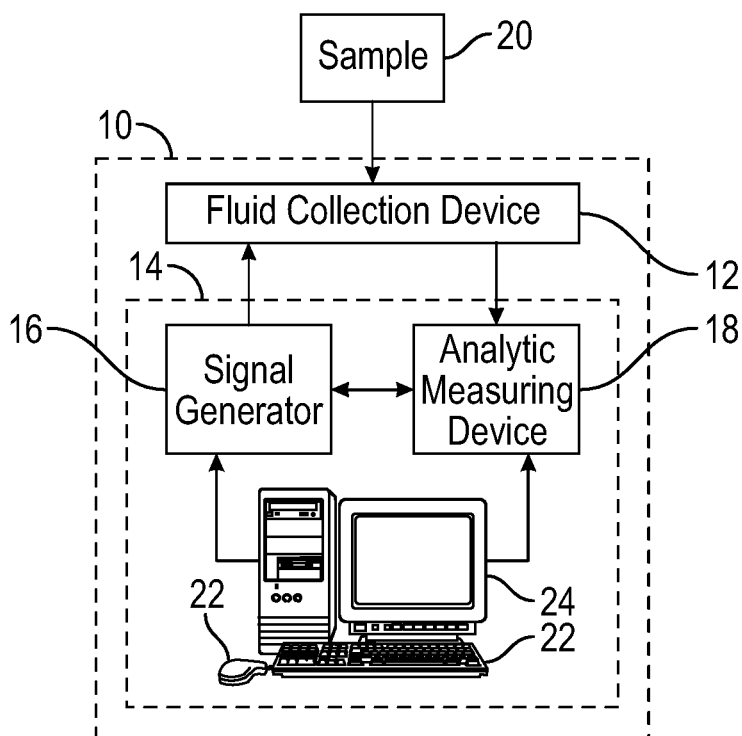 Sample
20
10
Fluid Collection Device
12
14
16
Signal
Generator
Analytic
Measuring
Device
18
24
22
22